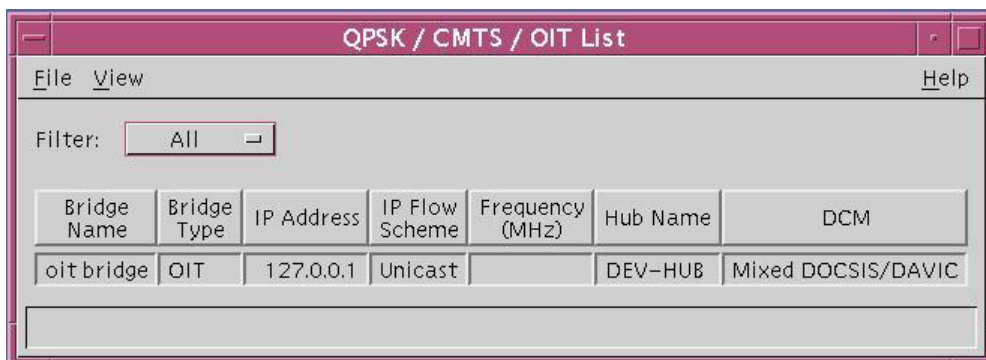 QPSK / CMTS / OIT List
File View Help
Filter: All
Bridge Name Bridge Type IP Address IP Flow Scheme Frequency (MHz) Hub Name DCM
oit bridge OIT 127.0.0.1 Unicast DEV-HUB Mixed DOCSIS/DAVIC